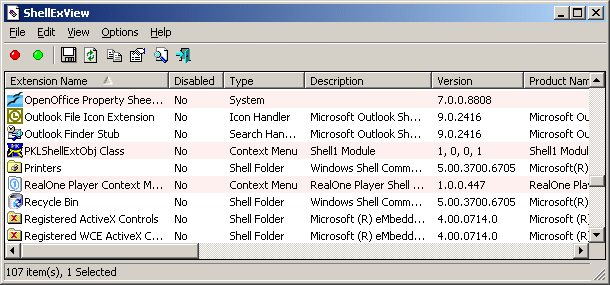 ShellExView
File Edit View Options Help
Extension Name Disabled Type Description Version Product Nam
OpenOffice Property Shee... No System 7.0.0.8808
Outlook File Icon Extension No Icon Handler Microsoft Outlook Sh... 9.0.2416 Microsoft Ou
Outlook Finder Stub No Search Han... Microsoft Outlook Sh... 9.0.2416 Microsoft Ou
PKLShellExtObj Class No Context Menu Shell1 Module 1, 0, 0, 1 Shell1 Modul
Printers No Shell Folder Windows Shell Comm... 5.00.3700.6705 Microsoft(R)
RealOne Player Context M... No Context Menu RealOne Player Shell ... 1.0.0.447 RealOne Pla
Recycle Bin No Shell Folder Windows Shell Comm... 5.00.3700.6705 Microsoft(R)
Registered ActiveX Controls No Shell Folder Microsoft (R) eMbedd... 4.00.0714.0 Microsoft (R)
Registered WCE ActiveX C... No Shell Folder Microsoft (R) eMbedd... 4.00.0714.0 Microsoft (R)
107 item(s), 1 Selected